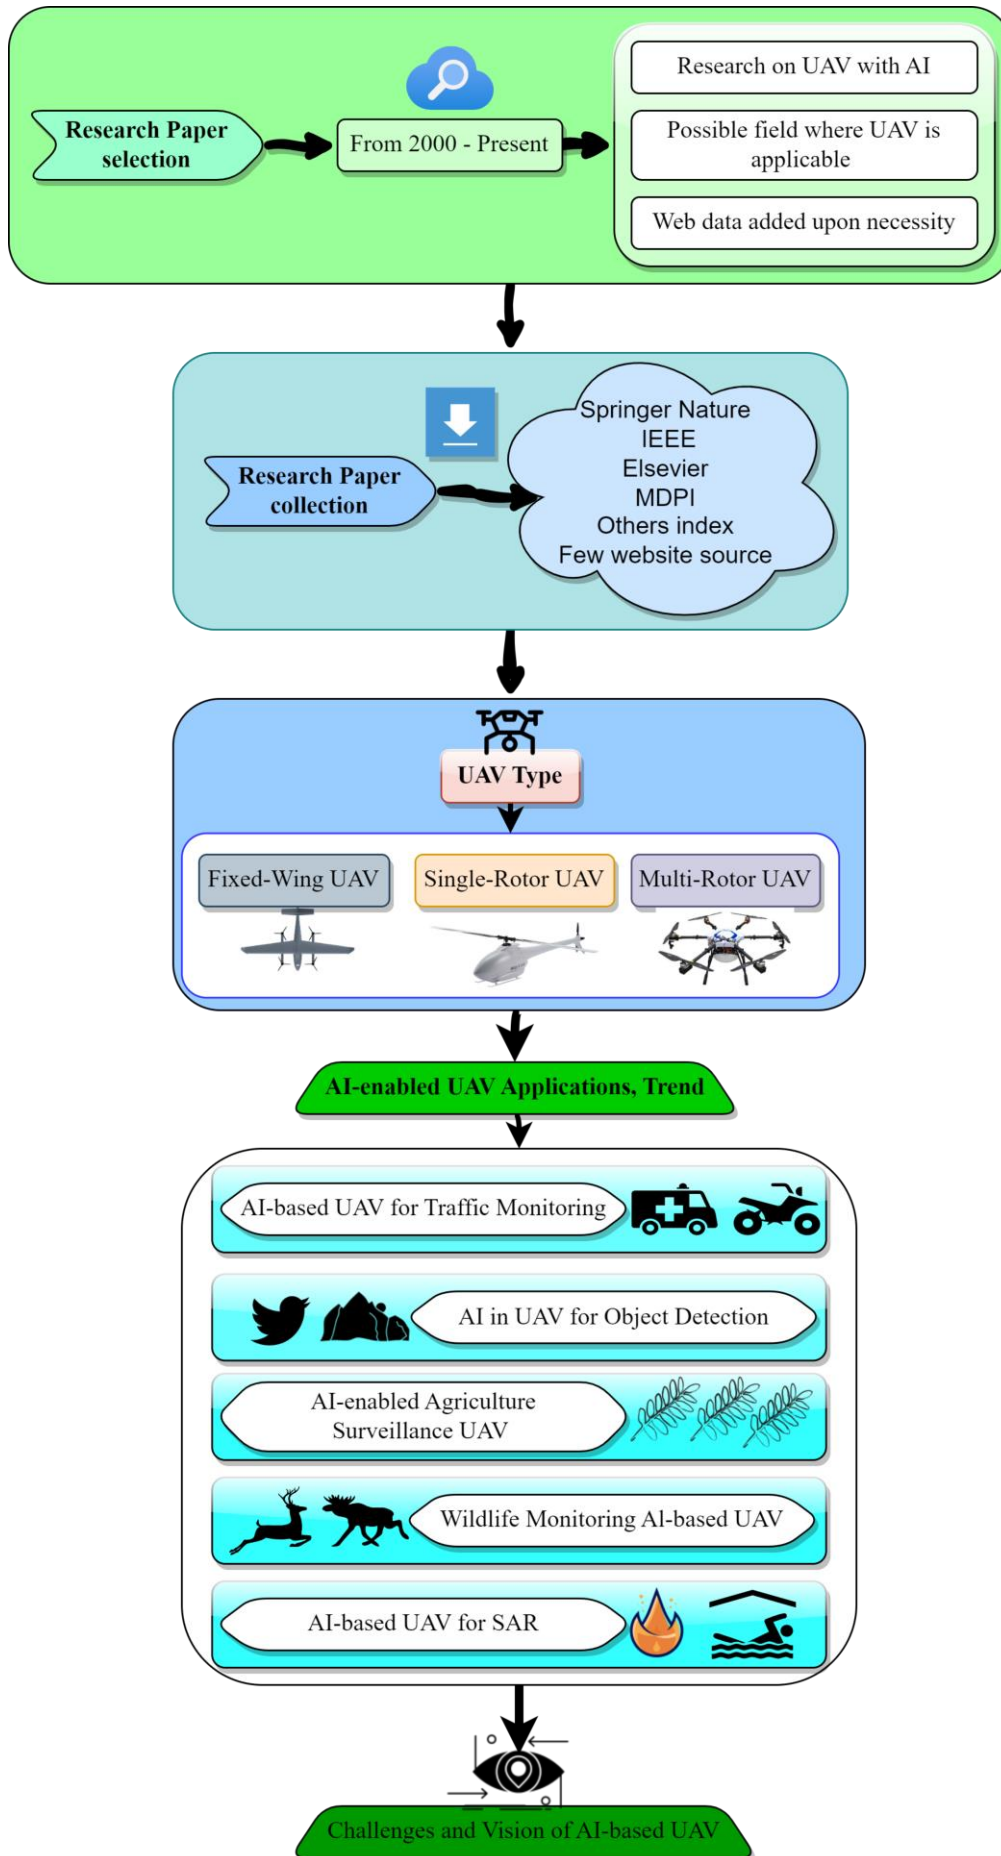 Research Paper
selection
From 2000 - Present
Research on UAV with AI
Possible field where UAV is
applicable
Web data added upon necessity
Research Paper
collection
Springer Nature
IEEE
Elsevier
MDPI
Others index
Few website source
UAV Type
Fixed-Wing UAV
Single-Rotor UAV
Multi-Rotor UAV
AI-enabled UAV Applications, Trend
AI-based UAV for Traffic Monitoring
AI in UAV for Object Detection
AI-enabled Agriculture
Surveillance UAV
Wildlife Monitoring AI-based UAV
AI-based UAV for SAR
Challenges and Vision of AI-based UAV